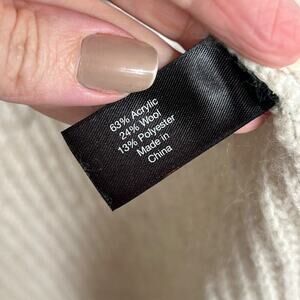 63% Acrylic
24% Wool
13% Polyester
Made in
China